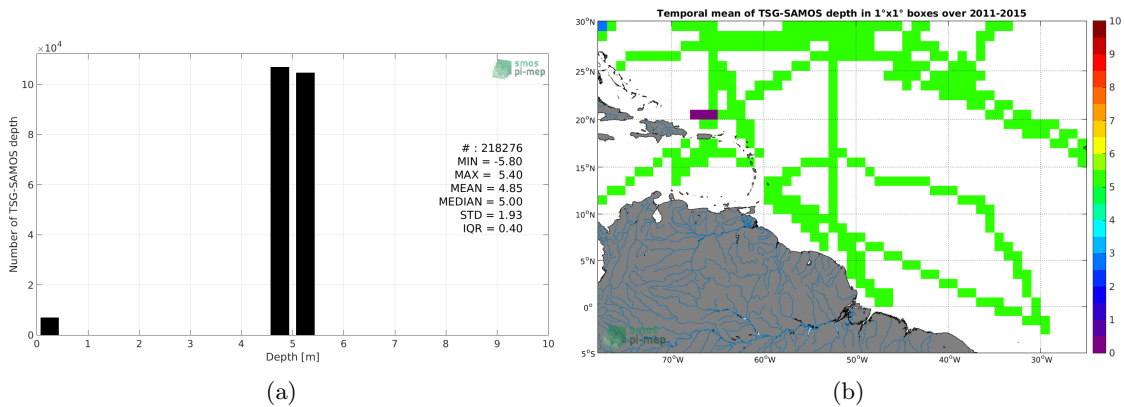 Temporal mean of TSG-SAMOS depth in 1°x1° boxes over 2011-2015
×10⁴
10
8
6
4
2
0
Number of TSG-SAMOS depth
0
1
2
3
4
5
6
7
8
9
10
Depth [m]
smos
pi-mep
# : 218276
MIN = -5.80
MAX = 5.40
MEAN = 4.85
MEDIAN = 5.00
STD = 1.93
IQR = 0.40
(a)
30°N
25°N
20°N
15°N
10°N
5°N
0°
5°S
70°W
60°W
50°W
40°W
30°W
smos
pi-mep
10
9
8
7
6
5
4
3
2
1
0
(b)